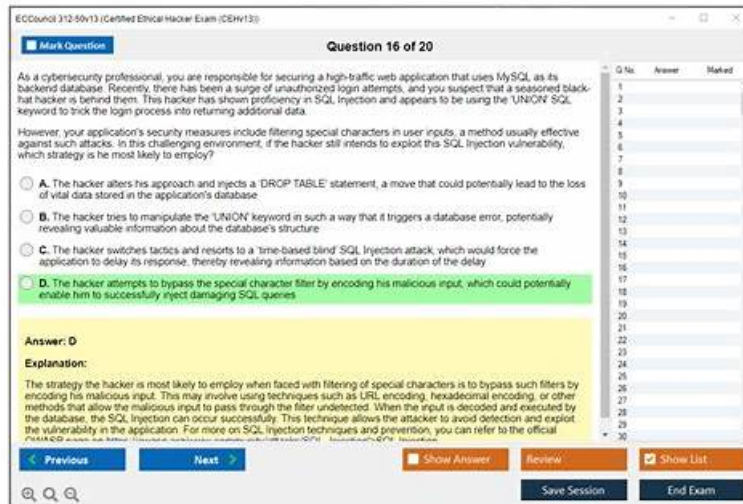 ECCouncil 312-50v13 (Certified Ethical Hacker Exam (CEHv13))
Mark Question
Question 16 of 20
As a cybersecurity professional, you are responsible for securing a high-traffic web application that uses MySQL as its
backend database. Recently, there has been a surge of unauthorized login attempts, and you suspect that a seasoned black-
hat hacker is behind them. This hacker has shown proficiency in SQL Injection and appears to be using the 'UNION' SQL
keyword to trick the login process into returning additional data.
However, your application's security measures include filtering special characters in user inputs, a method usually effective
against such attacks. In this challenging environment, if the hacker still intends to exploit this SQL Injection vulnerability,
which strategy is he most likely to employ?
A. The hacker alters his approach and injects a 'DROP TABLE' statement, a move that could potentially lead to the loss
of vital data stored in the application's database
B. The hacker tries to manipulate the 'UNION' keyword in such a way that it triggers a database error, potentially
revealing valuable information about the database's structure
C. The hacker switches tactics and resorts to a 'time-based blind' SQL Injection attack, which would force the
application to delay its response, thereby revealing information based on the duration of the delay
D. The hacker attempts to bypass the special character filter by encoding his malicious input, which could potentially
enable him to successfully inject damaging SQL queries
Answer: D
Explanation:
The strategy the hacker is most likely to employ when faced with filtering of special characters is to bypass such filters by
encoding his malicious input. This may involve using techniques such as URL encoding, hexadecimal encoding, or other
methods that allow the malicious input to pass through the filter undetected. When the input is decoded and executed by
the database, the SQL Injection can occur successfully. This technique allows the attacker to avoid detection and exploit
the vulnerability in the application. For more on SQL Injection techniques and prevention, you can refer to the official
Q No. Answer Marked
1
2
3
4
5
6
7
8
9
10
11
12
13
14
15
16
17
18
19
20
21
22
23
24
25
26
27
28
29
30
Previous
Next
Show Answer
Review
Show List
Save Session
End Exam